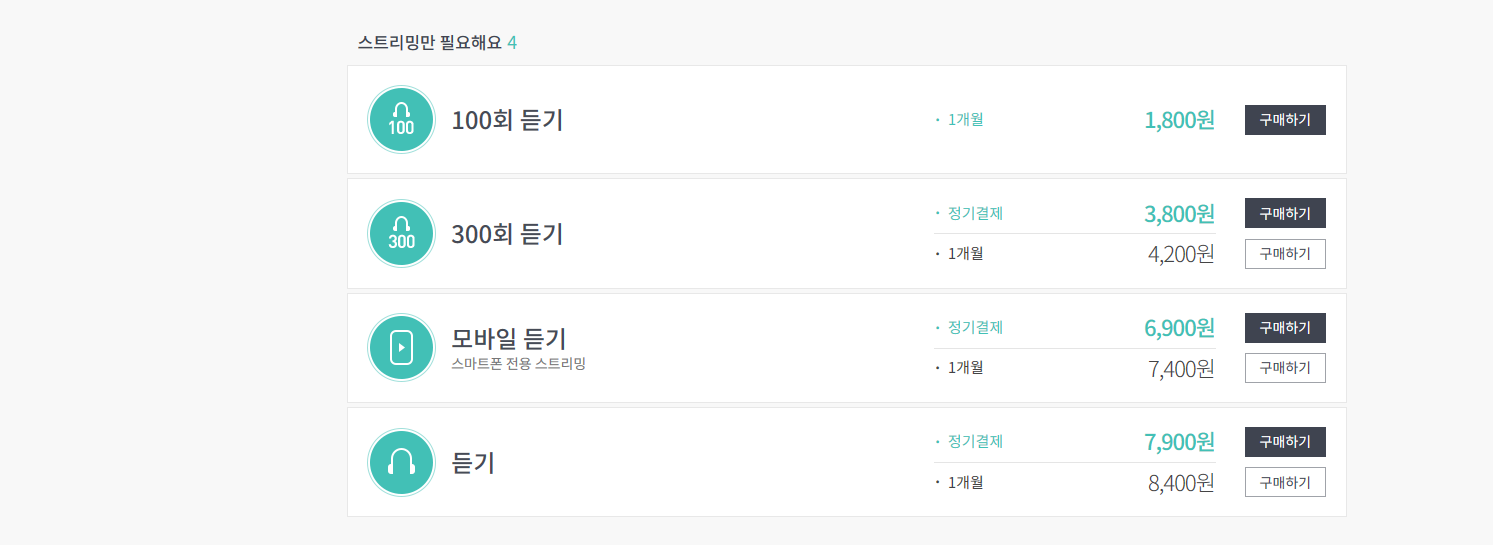 스트리밍만 필요해요 4
100
100회 듣기
· 1개월
1,800원
구매하기
300
300회 듣기
· 정기결제
3,800원
구매하기
· 1개월
4,200원
구매하기
모바일 듣기
스마트폰 전용 스트리밍
· 정기결제
6,900원
구매하기
· 1개월
7,400원
구매하기
듣기
· 정기결제
7,900원
구매하기
· 1개월
8,400원
구매하기